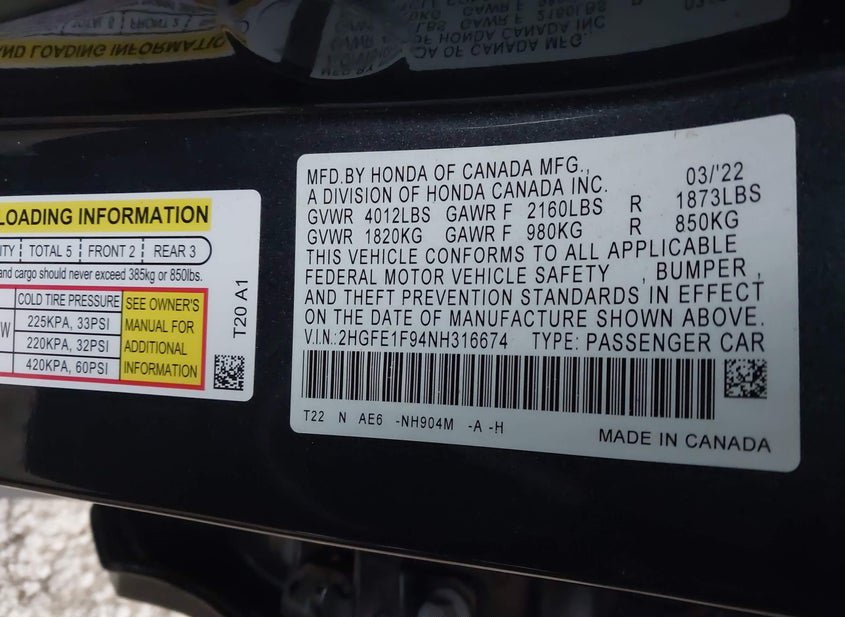 LOADING INFORMATION
TOTAL 5 FRONT 2 REAR 3
and cargo should never exceed 385kg or 850lbs.
COLD TIRE PRESSURE
225KPA, 33PSI
220KPA, 32PSI
420KPA, 60PSI
SEE OWNER'S
MANUAL FOR
ADDITIONAL
INFORMATION
T20 A1
MFD.BY HONDA OF CANADA MFG., 03/'22
A DIVISION OF HONDA CANADA INC.
GVWR 4012LBS GAWR F 2160LBS R 1873LBS
GVWR 1820KG GAWR F 980KG R 850KG
THIS VEHICLE CONFORMS TO ALL APPLICABLE
FEDERAL MOTOR VEHICLE SAFETY , BUMPER ,
AND THEFT PREVENTION STANDARDS IN EFFECT
ON THE DATE OF MANUFACTURE SHOWN ABOVE.
V.I.N.:2HGFE1F94NH316674 TYPE: PASSENGER CAR
T22 N AE6 -NH904M -A -H
MADE IN CANADA